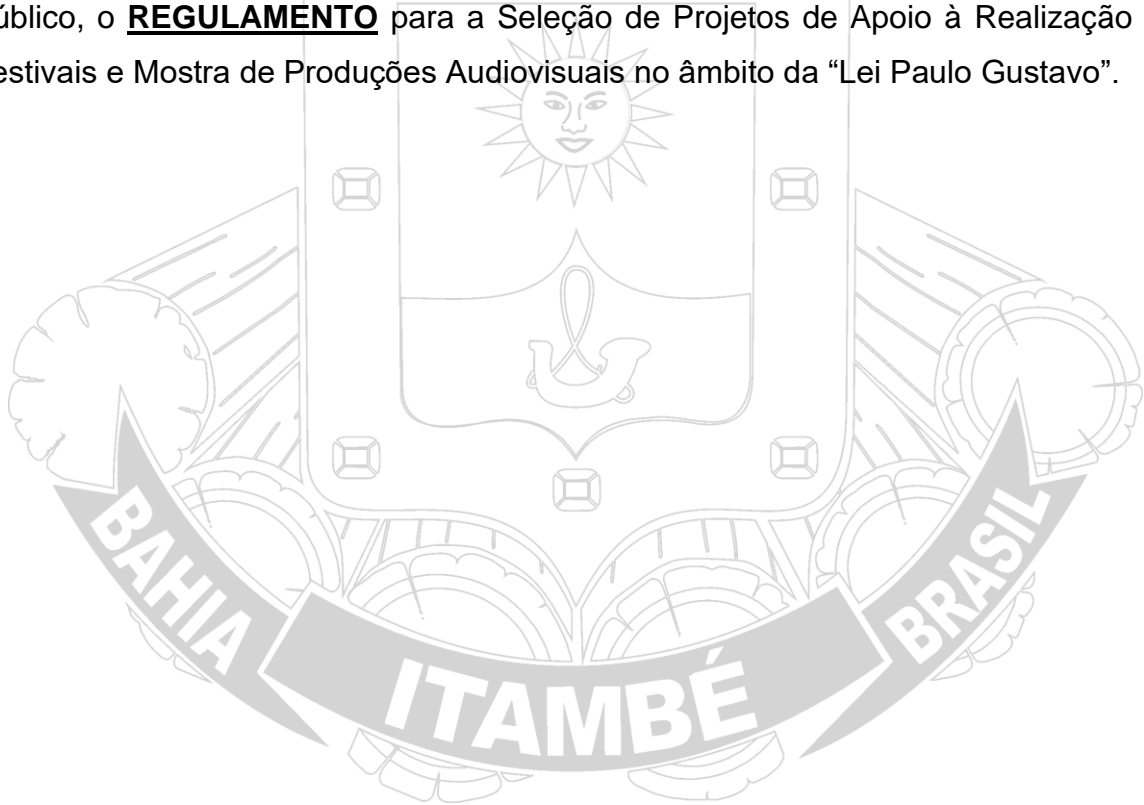 úblico, o REGULAMENTO para a Seleção de Projetos de Apoio à Realização
estivais e Mostra de Produções Audiovisuais no âmbito da “Lei Paulo Gustavo”.
BAHIA
ITAMBÉ
BRASIL